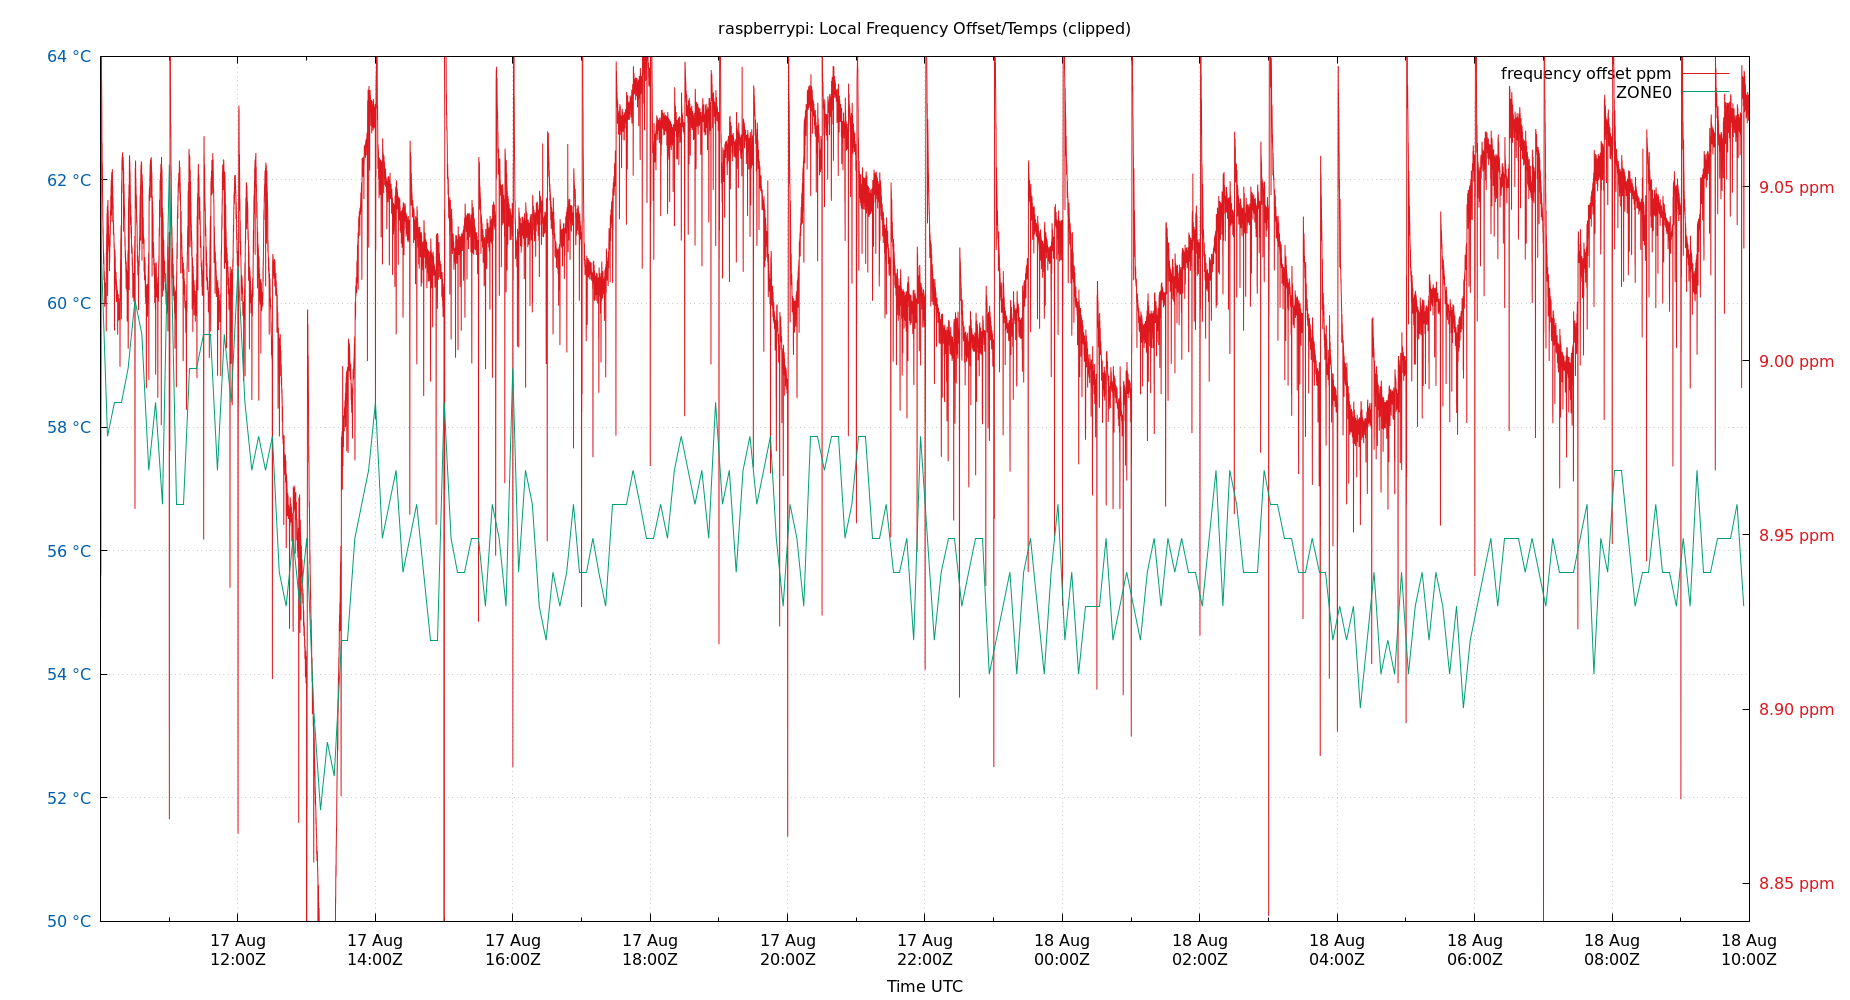 raspberrypi: Local Frequency Offset/Temps (clipped)
64 °C
62 °C
60 °C
58 °C
56 °C
54 °C
52 °C
50 °C
frequency offset ppm
ZONE0
9.05 ppm
9.00 ppm
8.95 ppm
8.90 ppm
8.85 ppm
17 Aug 17 Aug 17 Aug 17 Aug 17 Aug 17 Aug 18 Aug 18 Aug 18 Aug 18 Aug 18 Aug 18 Aug
12:00Z 14:00Z 16:00Z 18:00Z 20:00Z 22:00Z 00:00Z 02:00Z 04:00Z 06:00Z 08:00Z 10:00Z
Time UTC